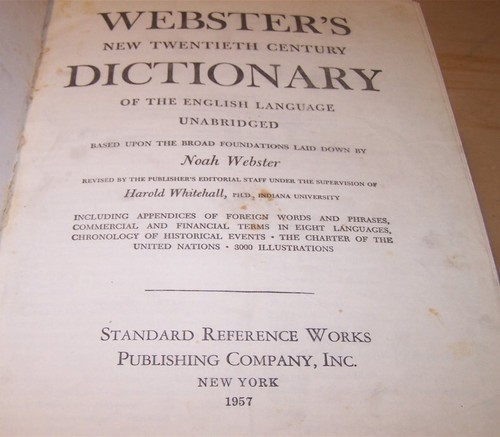 WEBSTER'S
NEW TWENTIETH CENTURY
DICTIONARY
OF THE ENGLISH LANGUAGE
UNABRIDGED
BASED UPON THE BROAD FOUNDATIONS LAID DOWN BY
Noah Webster
REVISED BY THE PUBLISHER'S EDITORIAL STAFF UNDER THE SUPERVISION OF
Harold Whitehall, PH.D., INDIANA UNIVERSITY
INCLUDING APPENDICES OF FOREIGN WORDS AND PHRASES,
COMMERCIAL AND FINANCIAL TERMS IN EIGHT LANGUAGES,
CHRONOLOGY OF HISTORICAL EVENTS • THE CHARTER OF THE
UNITED NATIONS • 3000 ILLUSTRATIONS
STANDARD REFERENCE WORKS
PUBLISHING COMPANY, INC.
NEW YORK
1957